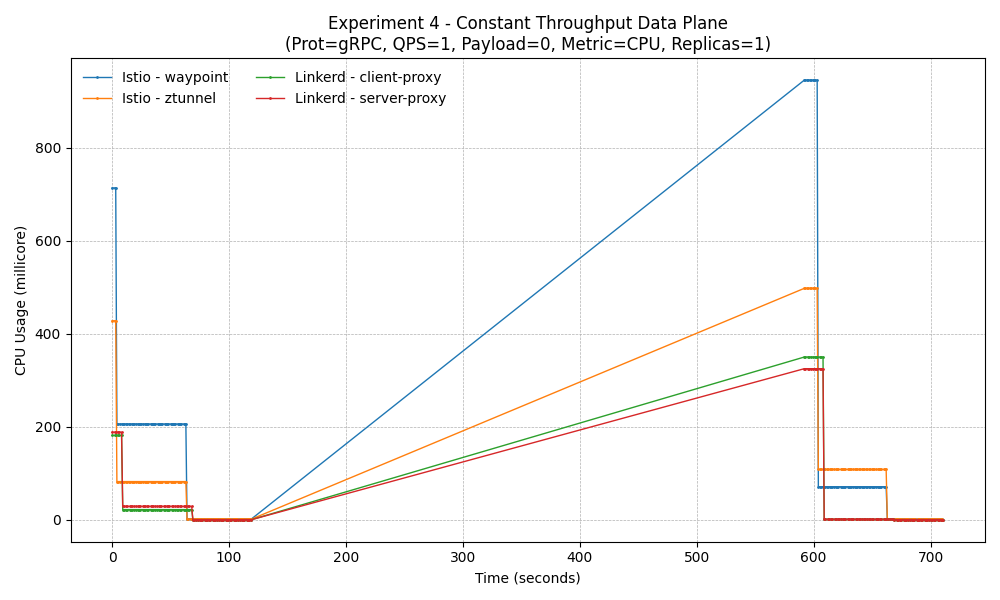 Experiment 4 - Constant Throughput Data Plane
(Prot=gRPC, QPS=1, Payload=0, Metric=CPU, Replicas=1)
Istio - waypoint
Istio - ztunnel
Linkerd - client-proxy
Linkerd - server-proxy
CPU Usage (millicore)
800
600
400
200
0
0 100 200 300 400 500 600 700
Time (seconds)